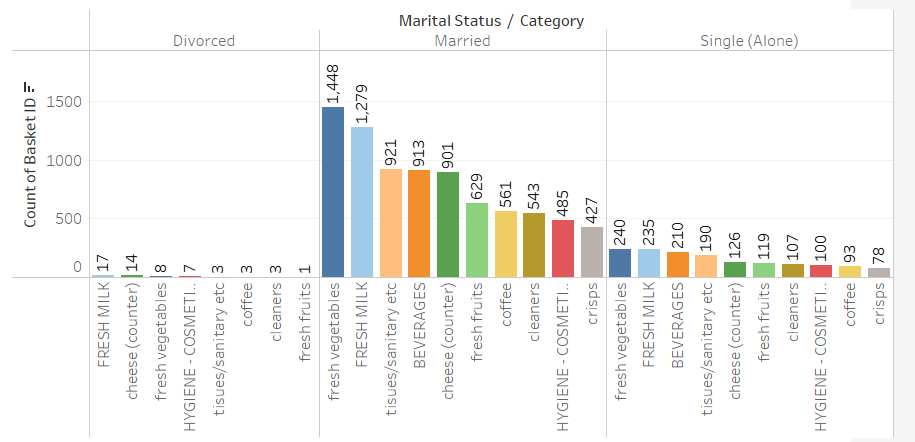 Marital Status / Category
Divorced
Married
Single (Alone)
Count of Basket ID
1500
1000
500
0
17
14
8
7
3
3
3
1
1,448
1,279
921
913
901
629
561
543
485
427
240
235
210
190
126
119
107
100
93
78
FRESH MILK
cheese (counter)
fresh vegetables
HYGIENE - COSMETI..
tisues/sanitary etc
coffee
cleaners
fresh fruits
fresh vegetables
FRESH MILK
tisues/sanitary etc
BEVERAGES
cheese (counter)
fresh fruits
coffee
cleaners
HYGIENE - COSMETI..
crisps
fresh vegetables
FRESH MILK
BEVERAGES
tisues/sanitary etc
cheese (counter)
fresh fruits
cleaners
HYGIENE - COSMETI..
coffee
crisps